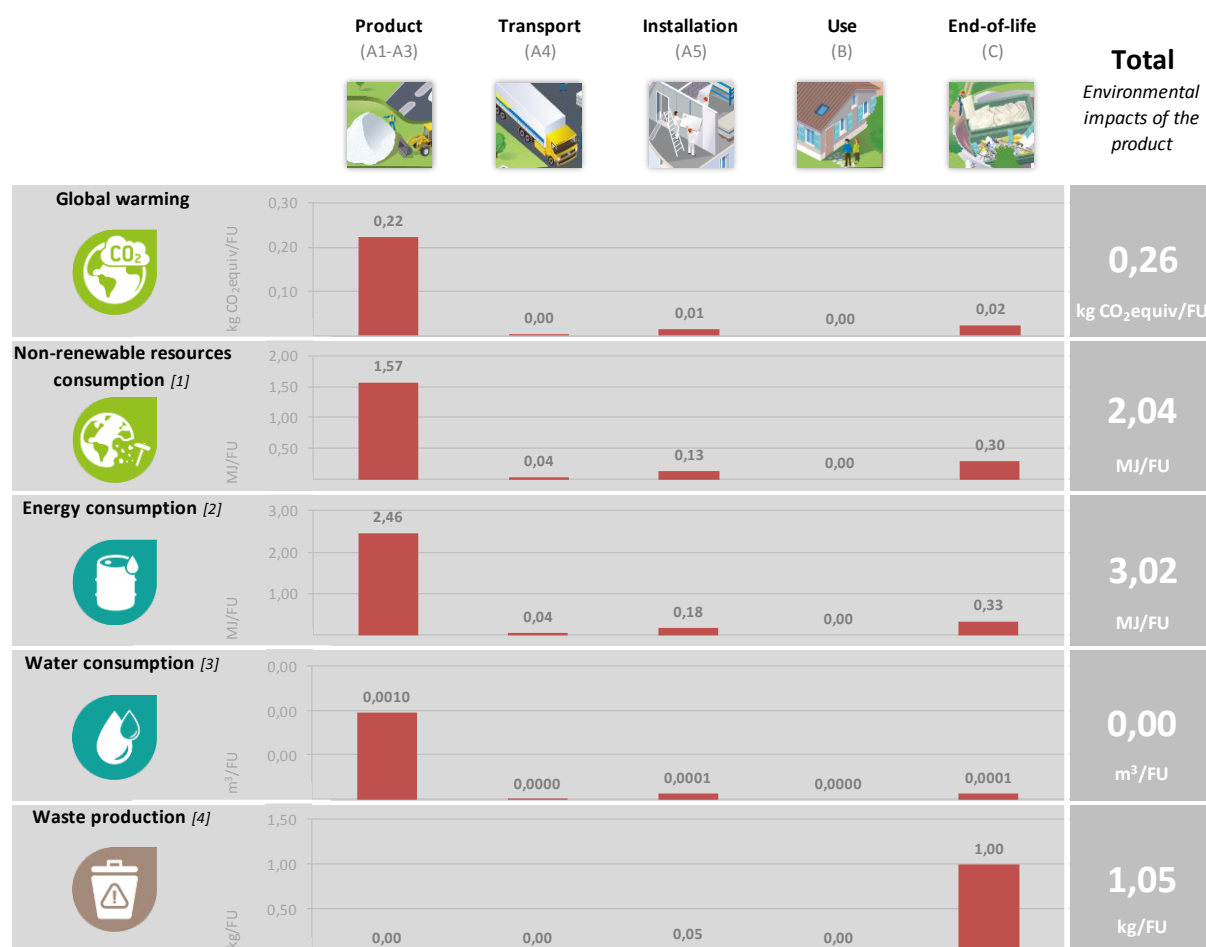 Product
(A1-A3)
Transport
(A4)
Installation
(A5)
Use
(B)
End-of-life
(C)
Total
Environmental
impacts of the
product
Global warming
CO₂
kg CO₂equiv/FU
0,30
0,20
0,10
0,22
0,00
0,01
0,00
0,02
0,26
kg CO₂equiv/FU
Non-renewable resources
consumption [1]
MJ/FU
2,00
1,50
1,00
0,50
1,57
0,04
0,13
0,00
0,30
2,04
MJ/FU
Energy consumption [2]
MJ/FU
3,00
2,00
1,00
2,46
0,04
0,18
0,00
0,33
3,02
MJ/FU
Water consumption [3]
m³/FU
0,00
0,00
0,00
0,0010
0,0000
0,0001
0,0000
0,0001
0,00
m³/FU
Waste production [4]
kg/FU
1,50
1,00
0,50
0,00
0,00
0,05
0,00
1,00
1,05
kg/FU